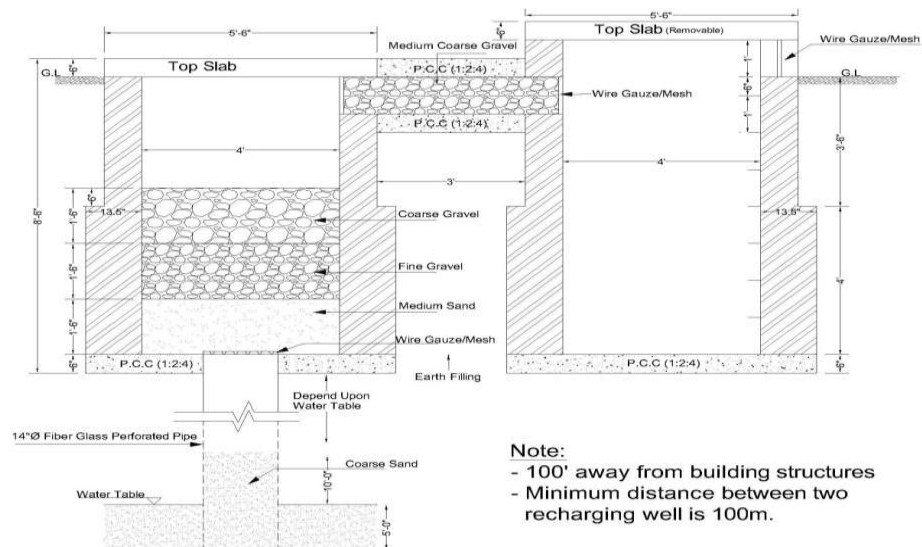 5'-6"
Top Slab (Removable)
6"
Wire Gauze/Mesh
5'-6"
Medium Coarse Gravel
Top Slab
6"
P.C.C (1:2:4)
1'
G.L
G.L
Wire Gauze/Mesh
6"
P.C.C (1:2:4)
1'
3'-6"
4'
4'
3'
8'-6"
6"
1'-6"
13.5"
Coarse Gravel
13.5"
1'-6"
Fine Gravel
4'
1'-6"
Medium Sand
Wire Gauze/Mesh
6"
P.C.C (1:2:4)
P.C.C (1:2:4)
6"
Earth Filling
Depend Upon
Water Table
14"Ø Fiber Glass Perforated Pipe
Coarse Sand
10'-0"
Water Table
5'-0"
Note:
- 100' away from building structures
- Minimum distance between two
recharging well is 100m.